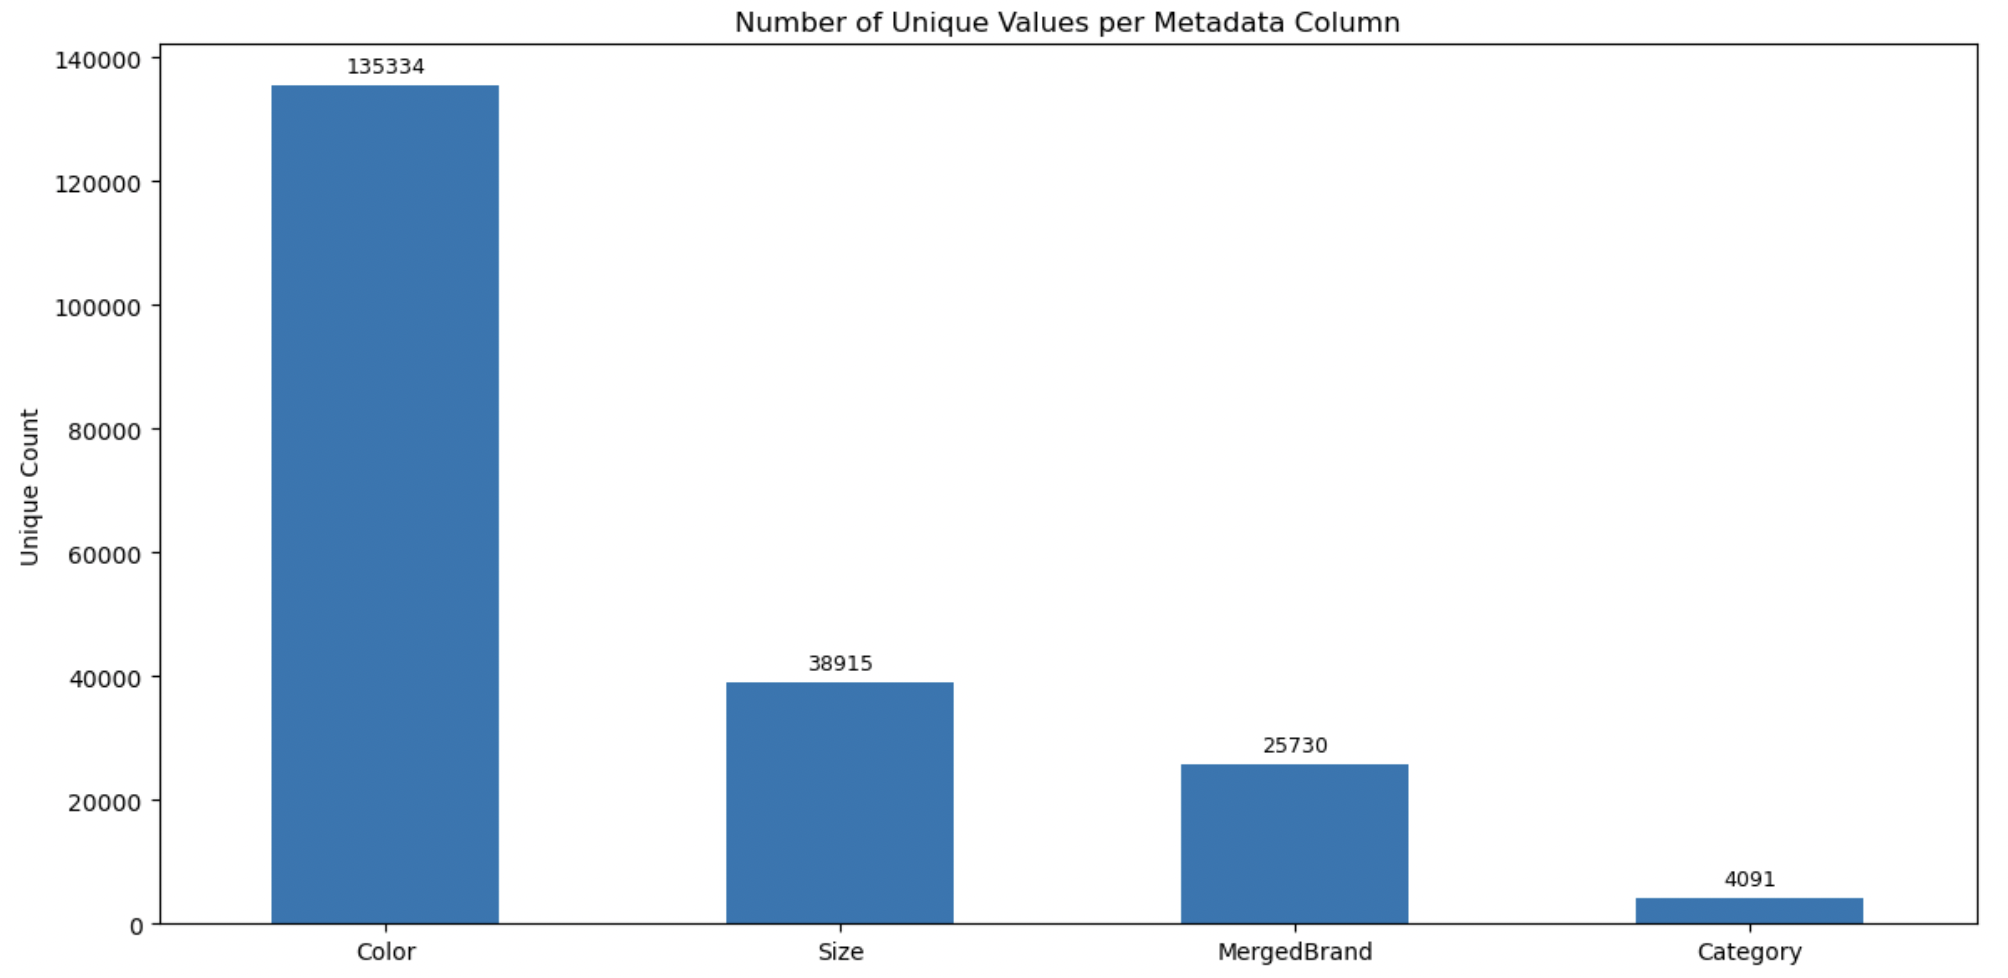 Number of Unique Values per Metadata Column
140000
120000
100000
80000
60000
40000
20000
0
Unique Count
135334
38915
25730
4091
Color
Size
MergedBrand
Category